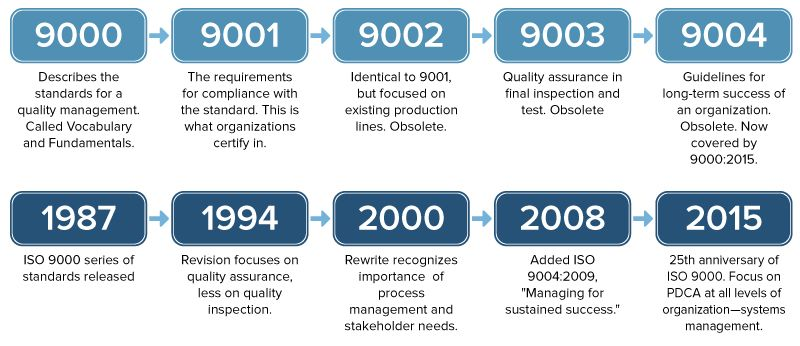 9000
Describes the
standards for a
quality management.
Called Vocabulary
and Fundamentals.
9001
The requirements
for compliance with
the standard. This is
what organizations
certify in.
9002
Identical to 9001,
but focused on
existing production
lines. Obsolete.
9003
Quality assurance in
final inspection and
test. Obsolete
9004
Guidelines for
long-term success of
an organization.
Obsolete. Now
covered by
9000:2015.
1987
ISO 9000 series of
standards released
1994
Revision focuses on
quality assurance,
less on quality
inspection.
2000
Rewrite recognizes
importance of
process
management and
stakeholder needs.
2008
Added ISO
9004:2009,
"Managing for
sustained success."
2015
25th anniversary of
ISO 9000. Focus on
PDCA at all levels of
organization—systems
management.